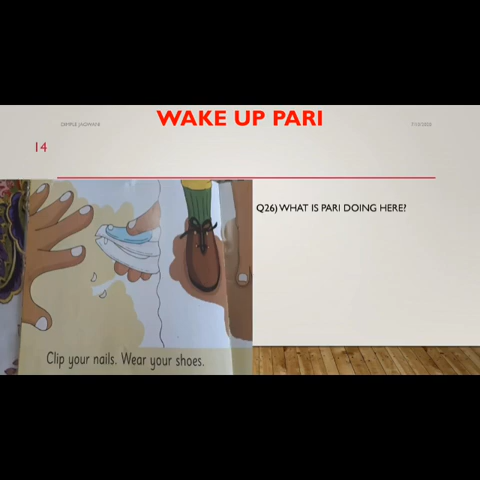 WAKE UP PARI
14
Q26) WHAT IS PARI DOING HERE?
Clip your nails. Wear your shoes.